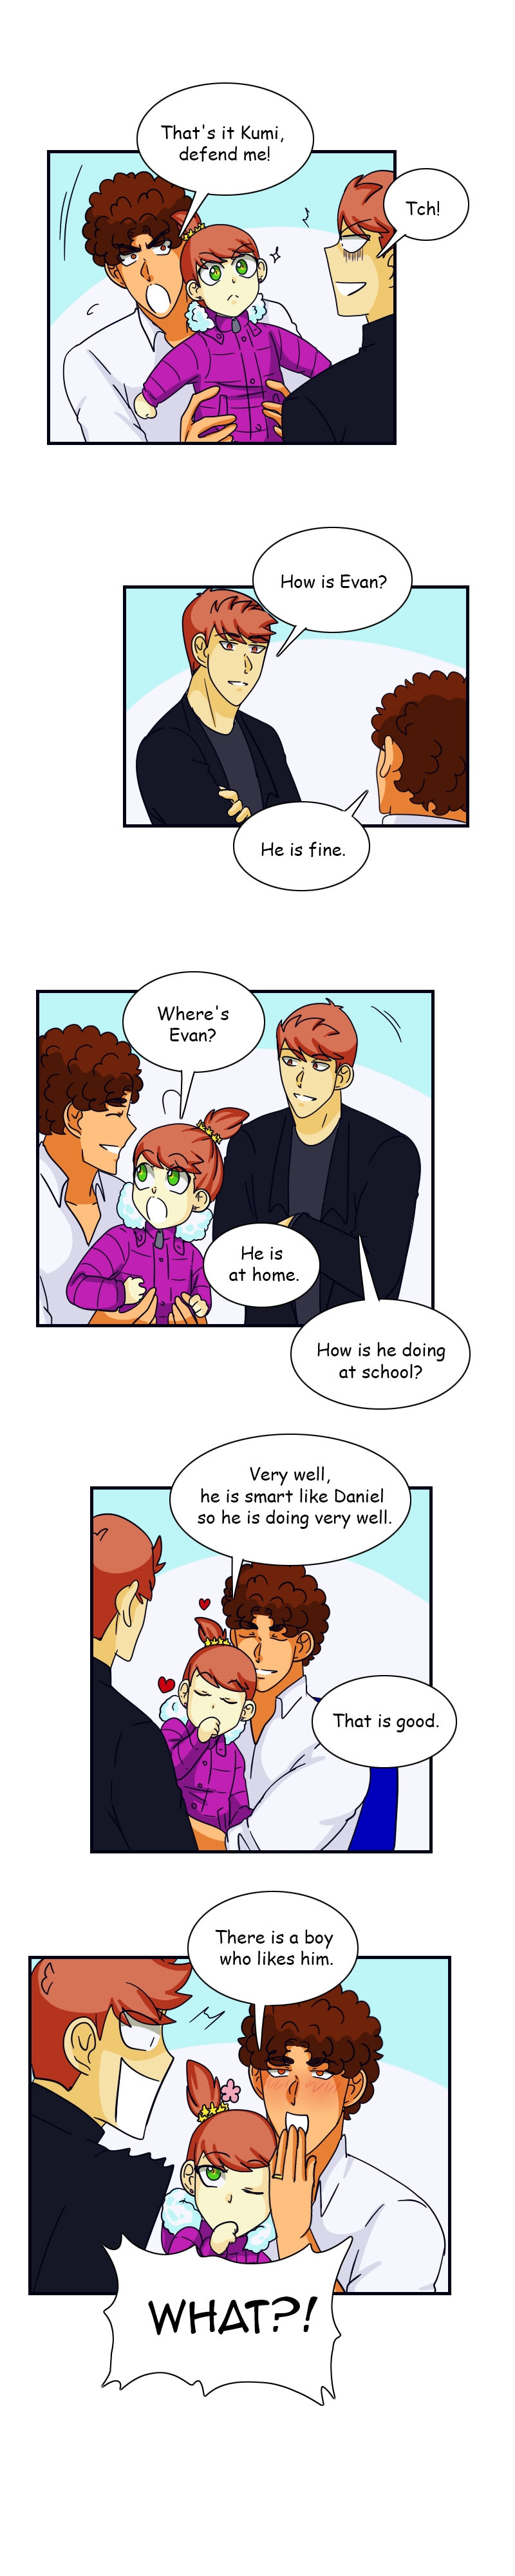 That's it Kumi,
defend me!
Tch!
How is Evan?
He is fine.
Where's
Evan?
He is
at home.
How is he doing
at school?
Very well,
he is smart like Daniel
so he is doing very well.
That is good.
There is a boy
who likes him.
WHAT?!